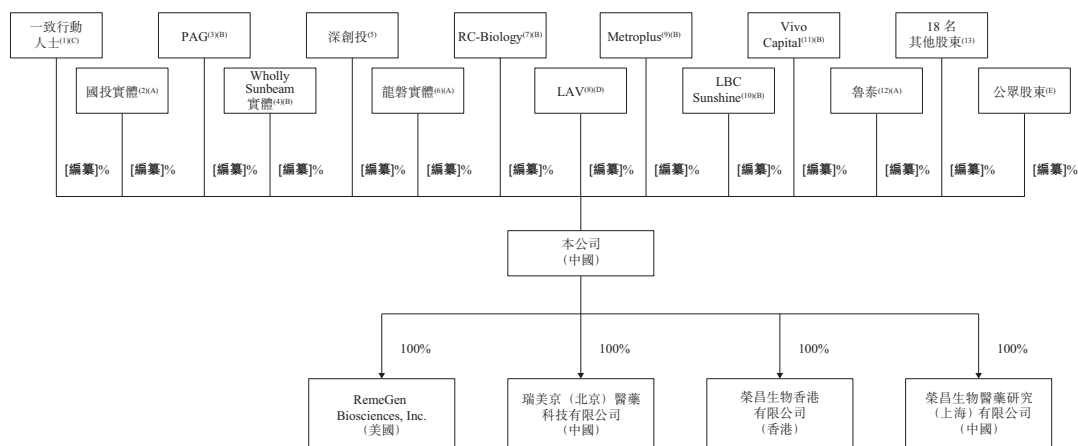 一致行動
人士(1)(C)
PAG(3)(B)
深創投(5)
RC-Biology(7)(B)
Metroplus(9)(B)
Vivo
Capital(11)(B)
18 名
其他股東(13)
國投實體(2)(A)
Wholly
Sunbeam
實體(4)(B)
龍磐實體(6)(A)
LAV(8)(D)
LBC
Sunshine(10)(B)
魯泰(12)(A)
公眾股東(E)
[編纂]%
[編纂]%
[編纂]%
[編纂]%
[編纂]%
[編纂]%
[編纂]%
[編纂]%
[編纂]%
[編纂]%
[編纂]%
[編纂]%
[編纂]%
[編纂]%
本公司
（中國）
100%
100%
100%
100%
RemeGen
Biosciences, Inc.
（美國）
瑞美京（北京）醫藥
科技有限公司
（中國）
榮昌生物香港
有限公司
（香港）
榮昌生物醫藥研究
（上海）有限公司
（中國）